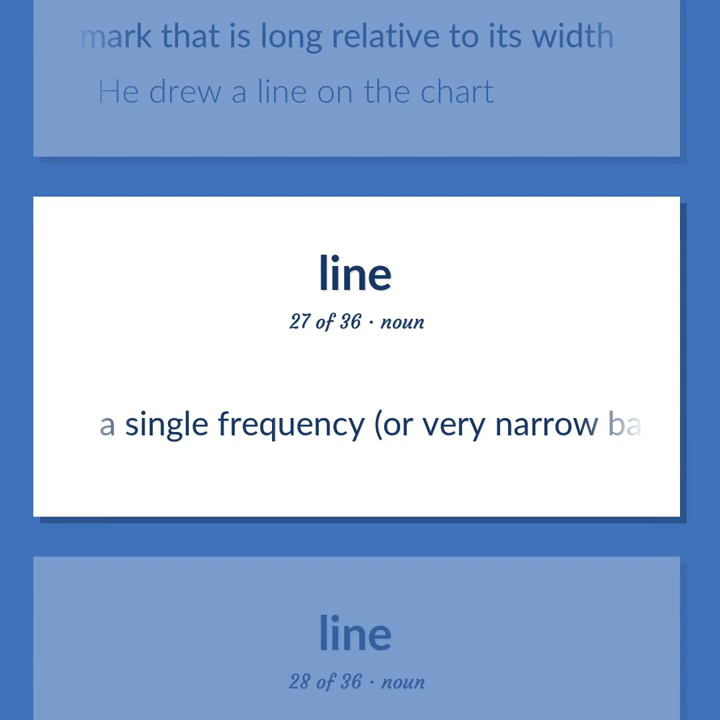 mark that is long relative to its width
He drew a line on the chart
line
27 of 36 · noun
a single frequency (or very narrow ba
line
28 of 36 · noun